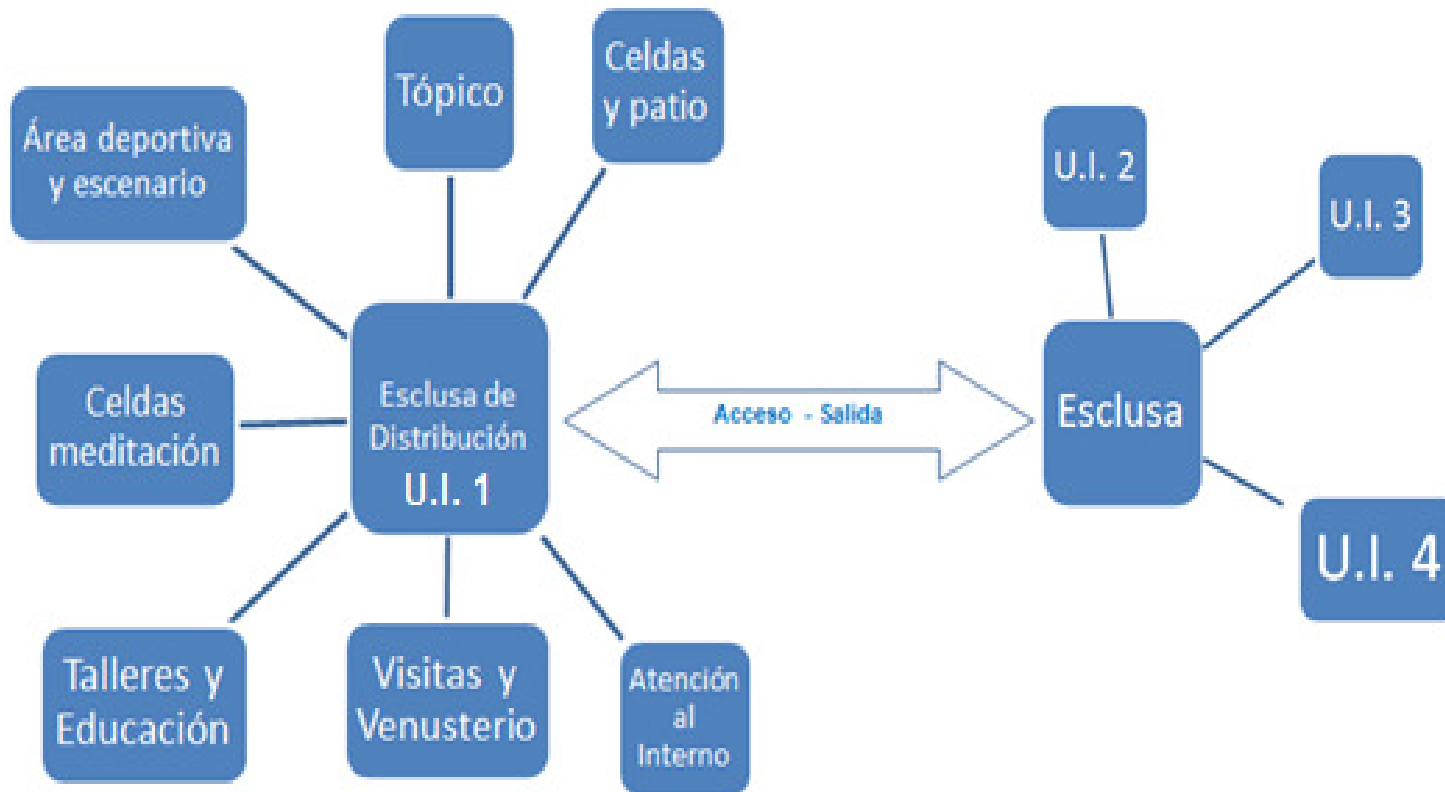 Tópico
Celdas
y patio
Área deportiva
y escenario
U.I. 2
U.I. 3
Celdas
meditación
Esclusa de
Distribución
U.I. 1
Acceso - Salida
Esclusa
U.I. 4
Talleres y
Educación
Visitas y
Venusterio
Atención
al
Interno